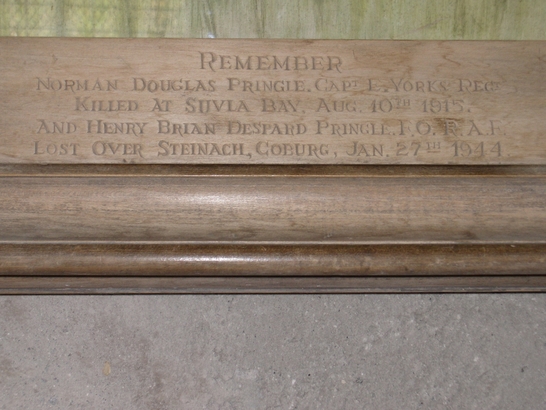 REMEMBER
NORMAN DOUGLAS PRINGLE. CAPT E. YORKS REGT
KILLED AT SUVLA BAY. AUG. 10TH 1915.
AND HENRY BRIAN DESPARD PRINGLE. F.O. R.A.F.
LOST OVER STEINACH, COBURG, JAN. 27TH 1944